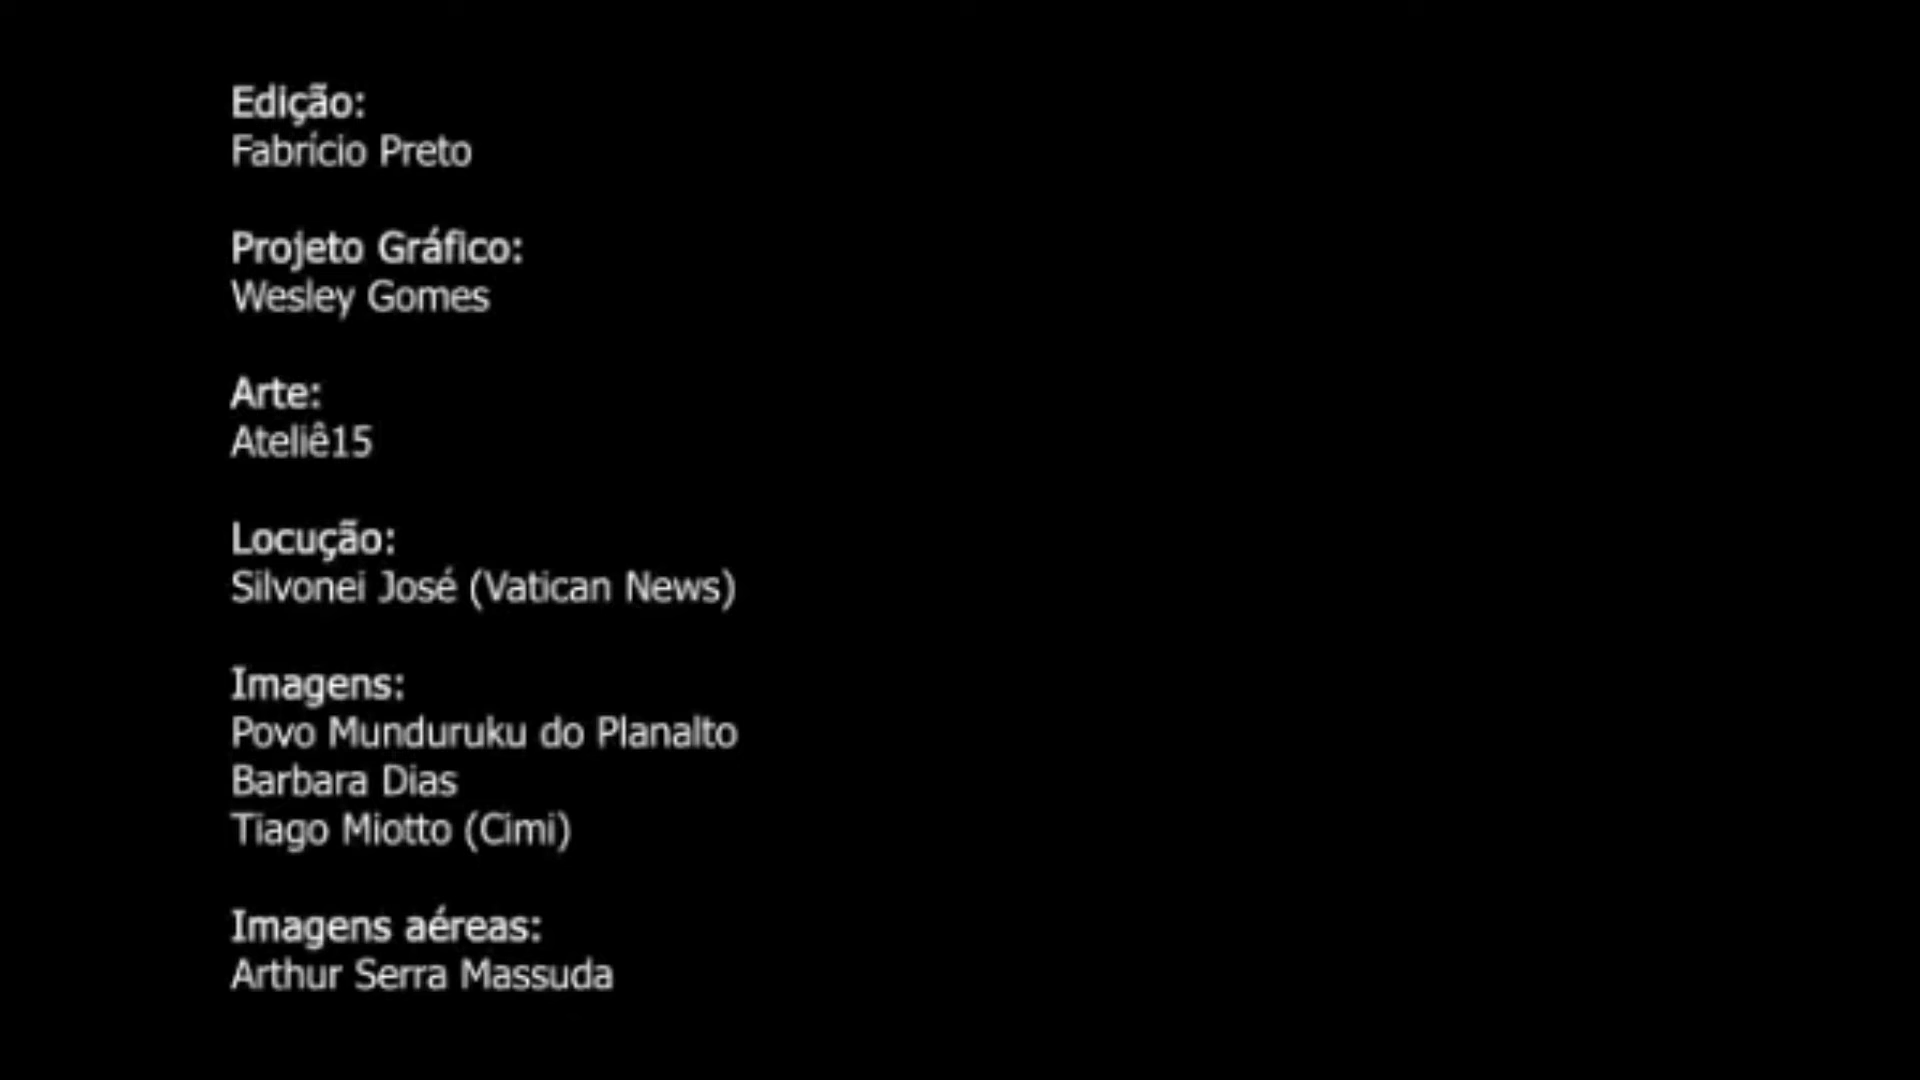 Edição:
Fabrício Preto
Projeto Gráfico:
Wesley Gomes
Arte:
Ateliê15
Locução:
Silvonei José (Vatican News)
Imagens:
Povo Munduruku do Planalto
Barbara Dias
Tiago Miotto (Cimi)
Imagens aéreas:
Arthur Serra Massuda